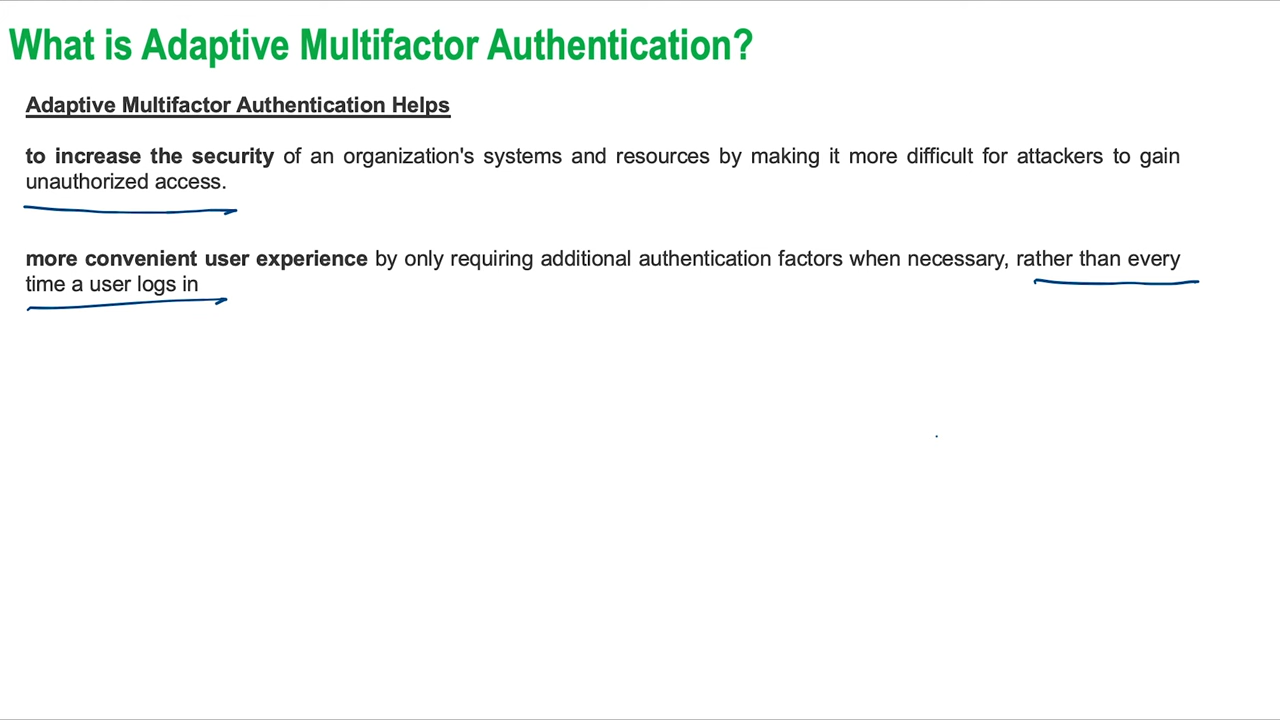 What is Adaptive Multifactor Authentication?
Adaptive Multifactor Authentication Helps
to increase the security of an organization's systems and resources by making it more difficult for attackers to gain
unauthorized access.
more convenient user experience by only requiring additional authentication factors when necessary, rather than every
time a user logs in